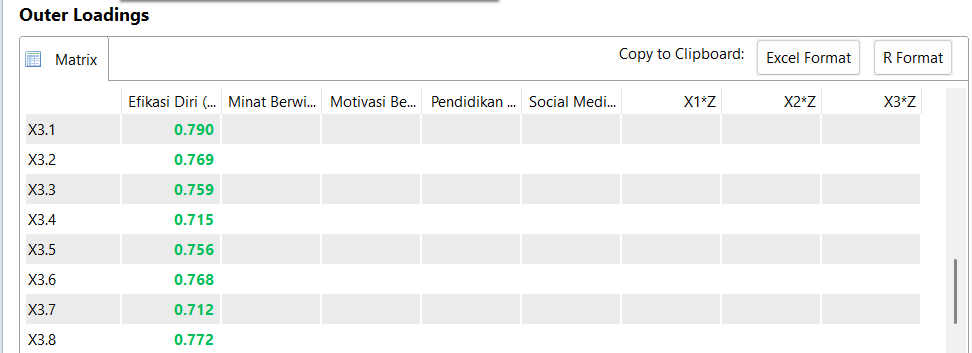 Outer Loadings
Matrix Copy to Clipboard: Excel Format R Format
Efikasi Diri (... Minat Berwi... Motivasi Be... Pendidikan ... Social Medi... X1*Z X2*Z X3*Z
X3.1 0.790
X3.2 0.769
X3.3 0.759
X3.4 0.715
X3.5 0.756
X3.6 0.768
X3.7 0.712
X3.8 0.772